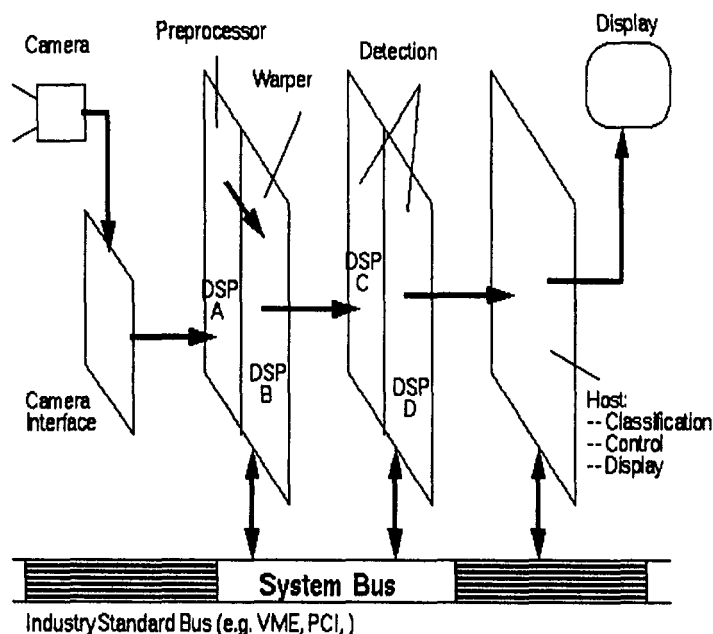 Preprocessor
Camera
Warper
Detection
Display
DSP
A
DSP
B
DSP
C
DSP
D
Camera
Interface
Host:
-- Classification
-- Control
-- Display
System Bus
Industry Standard Bus (e.g. VME, PCI, )